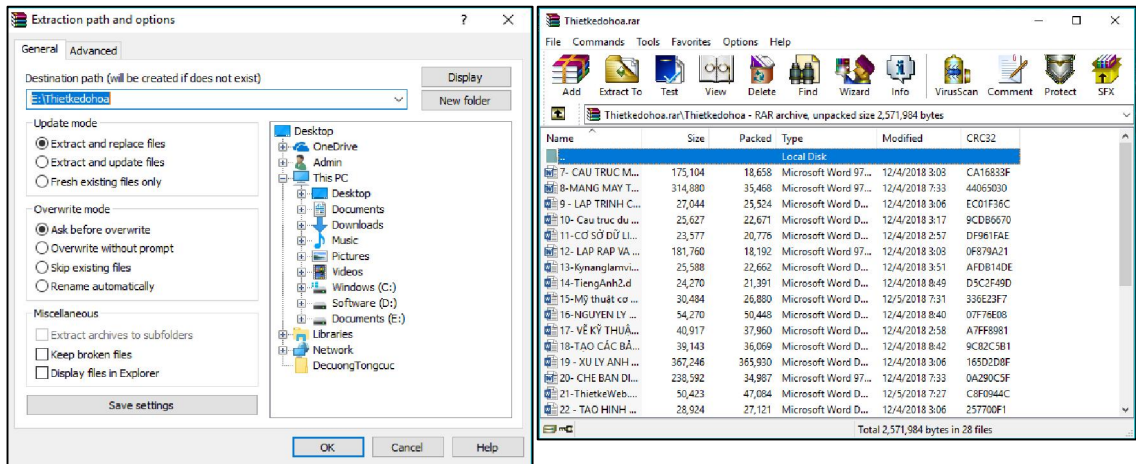 Extraction path and options
General Advanced
Destination path (will be created if does not exist)
E:\Thietkedohoa
Display
New folder
Update mode
Extract and replace files
Extract and update files
Fresh existing files only
Overwrite mode
Ask before overwrite
Overwrite without prompt
Skip existing files
Rename automatically
Miscellaneous
Extract archives to subfolders
Keep broken files
Display files in Explorer
Save settings
Desktop
OneDrive
Admin
This PC
Desktop
Documents
Downloads
Music
Pictures
Videos
Windows (C:)
Software (D:)
Documents (E:)
Libraries
Network
DecuongTongcuc
OK Cancel Help
Thietkedohoa.rar
File Commands Tools Favorites Options Help
Add Extract To Test View Delete Find Wizard Info VirusScan Comment Protect SFX
Thietkedohoa.rar\Thietkedohoa - RAR archive, unpacked size 2,571,984 bytes
Name Size Packed Type Modified CRC32
.. Local Disk
7- CAU TRUC M... 175,104 18,658 Microsoft Word 97... 12/4/2018 3:03 CA16833F
8-MANG MAY T... 314,880 35,468 Microsoft Word 97... 12/4/2018 7:33 44065030
9 - LAP TRINH C... 27,044 25,524 Microsoft Word D... 12/4/2018 3:06 EC01F36C
10- Cau truc du ... 25,627 22,671 Microsoft Word D... 12/4/2018 3:17 9CDB6670
11-CƠ SỞ DỮ LI... 23,577 20,776 Microsoft Word D... 12/4/2018 2:57 DF961FAE
12- LAP RAP VA ... 181,760 18,192 Microsoft Word 97... 12/4/2018 3:03 0F879A21
13-Kynanglamvi... 25,588 22,662 Microsoft Word D... 12/4/2018 3:51 AFDB14DE
14-TiengAnh2.d 24,270 21,391 Microsoft Word D... 12/4/2018 8:49 D5C2F49D
15-Mỹ thuật cơ ... 30,484 26,880 Microsoft Word D... 12/5/2018 7:31 336E23F7
16-NGUYEN LY ... 54,270 50,448 Microsoft Word D... 12/4/2018 8:40 07F76E08
17- VẼ KỸ THUẬ... 40,917 37,960 Microsoft Word D... 12/4/2018 2:58 A7FF8981
18-TẠO CÁC BẢ... 39,143 36,069 Microsoft Word D... 12/4/2018 8:42 9C82C5B1
19 - XU LY ANH ... 367,246 365,930 Microsoft Word D... 12/4/2018 3:06 165D2D8F
20- CHE BAN DI... 238,592 34,987 Microsoft Word 97... 12/4/2018 7:33 0A290C5F
21-ThietkeWeb.... 50,423 47,084 Microsoft Word D... 12/5/2018 7:27 C8F0944C
22 - TAO HINH ... 28,924 27,121 Microsoft Word D... 12/4/2018 3:06 257700F1
Total 2,571,984 bytes in 28 files